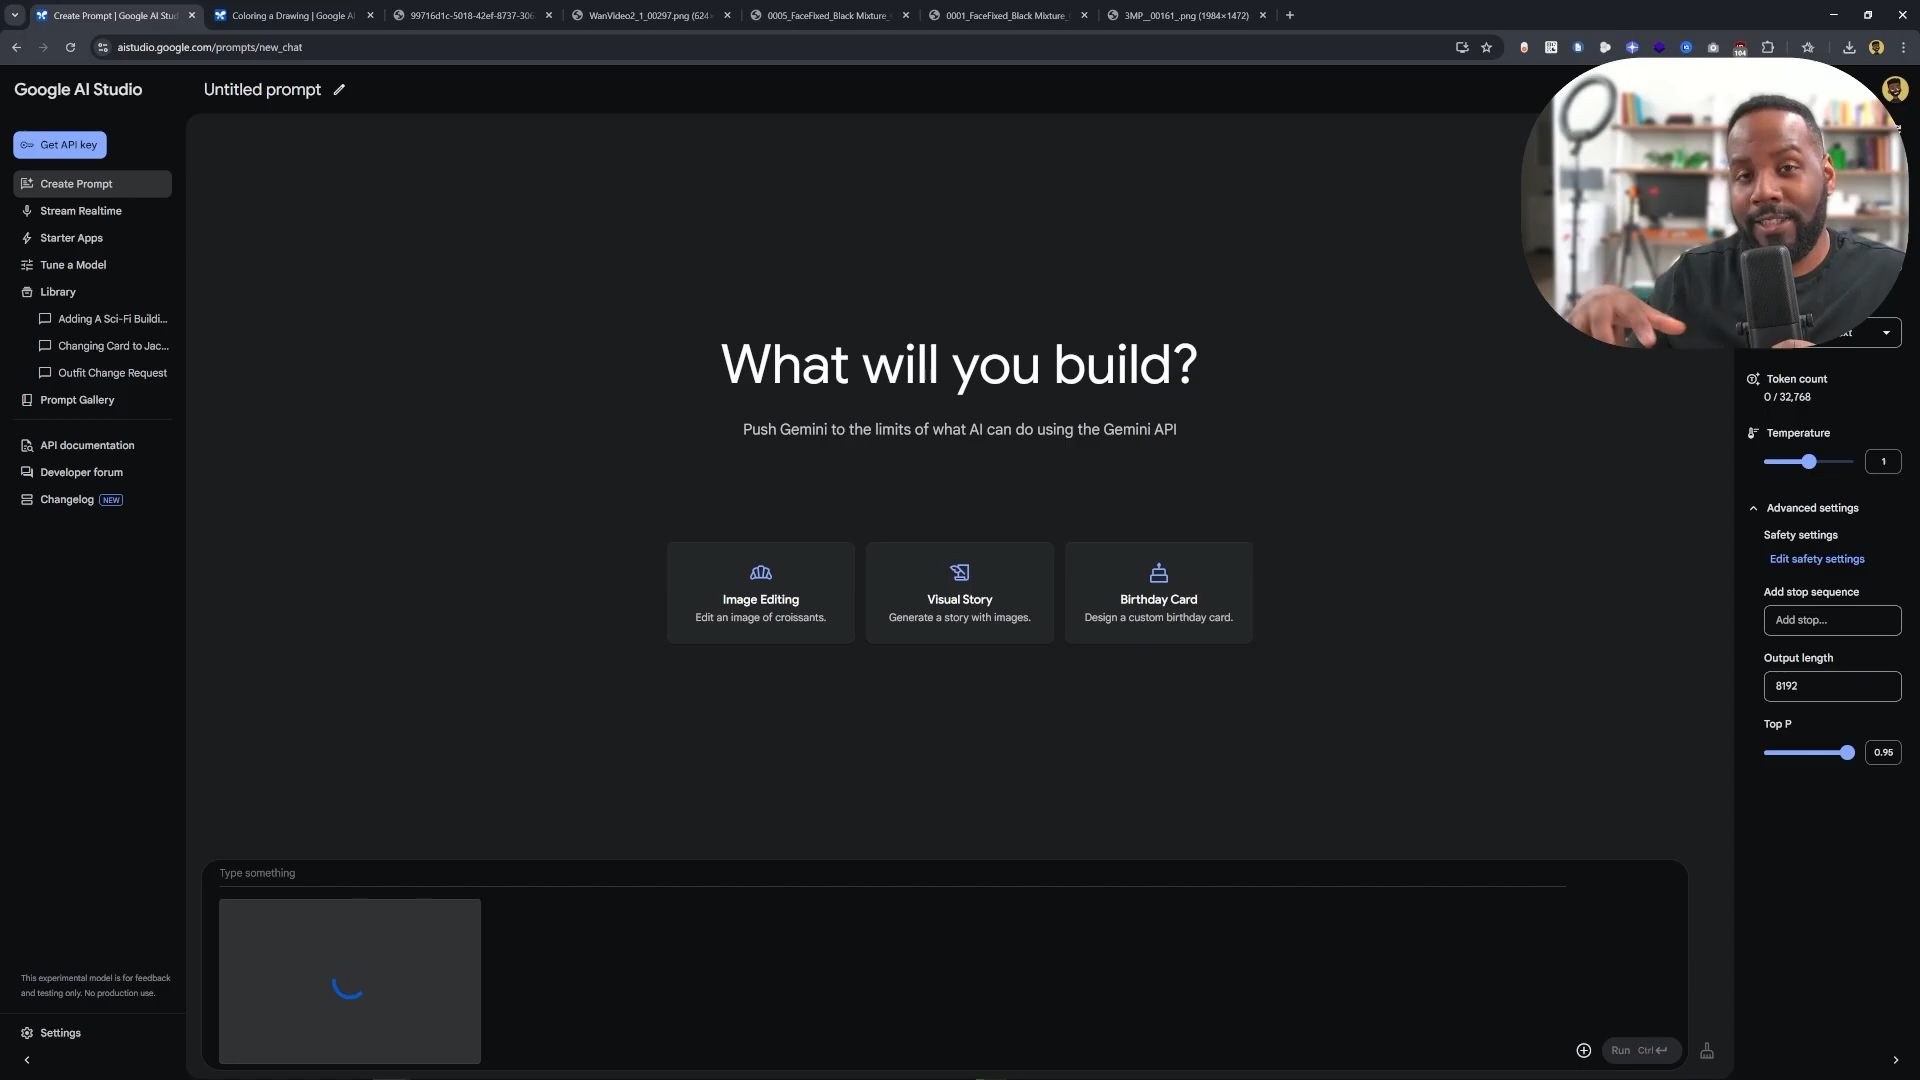 Create Prompt | Google AI Stud
Coloring a Drawing | Google AI
99716d1c-5018-42ef-8737-306
WanVideo2_1_00297.png (624×
0005_FaceFixed_Black Mixture_
0001_FaceFixed_Black Mixture_
3MP__00161_.png (1984×1472)
aistudio.google.com/prompts/new_chat
104
Google AI Studio
Untitled prompt
Get API key
Create Prompt
Stream Realtime
Starter Apps
Tune a Model
Library
Adding A Sci-Fi Buildi...
Changing Card to Jac...
Outfit Change Request
Prompt Gallery
API documentation
Developer forum
Changelog NEW
This experimental model is for feedback
and testing only. No production use.
Settings
What will you build?
Push Gemini to the limits of what AI can do using the Gemini API
Image Editing
Edit an image of croissants.
Visual Story
Generate a story with images.
Birthday Card
Design a custom birthday card.
Type something
Run Ctrl
Token count
0 / 32,768
Temperature
1
Advanced settings
Safety settings
Edit safety settings
Add stop sequence
Add stop...
Output length
8192
Top P
0.95